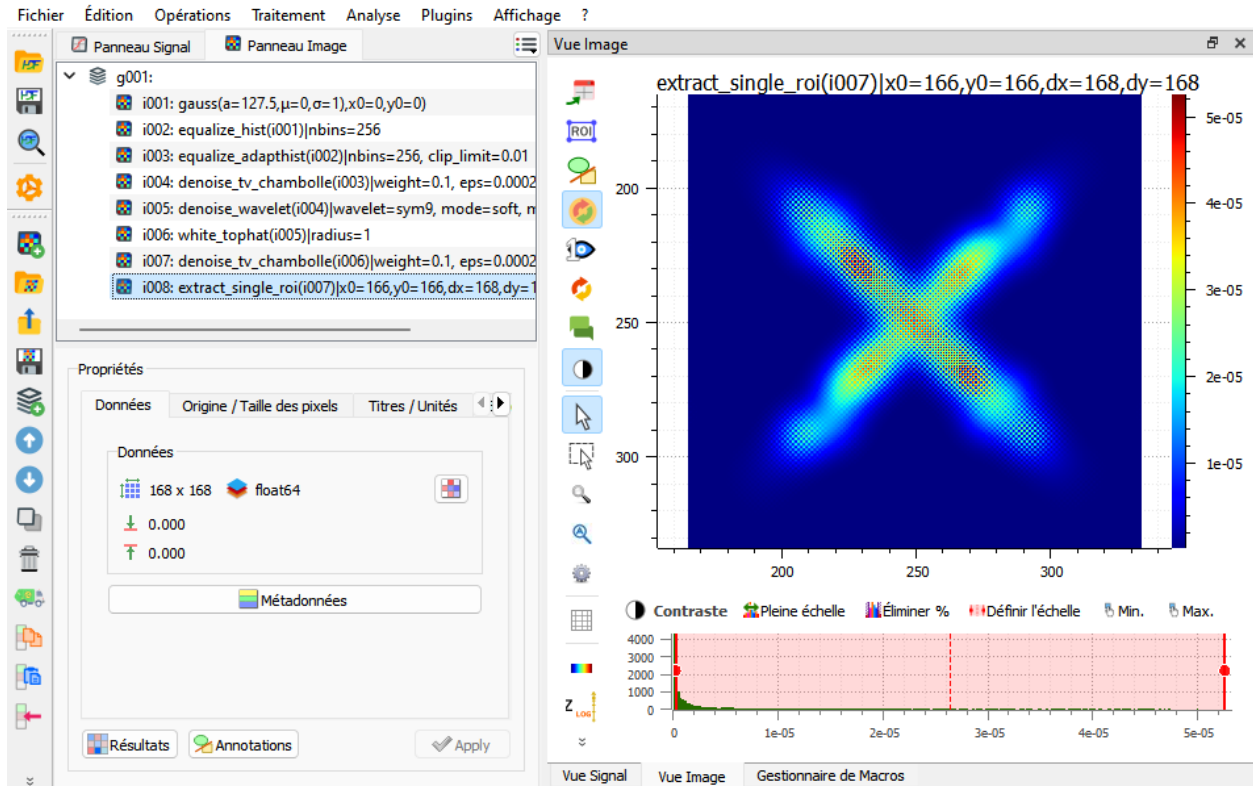 Fichier Édition Opérations Traitement Analyse Plugins Affichage ?
Panneau Signal Panneau Image
g001:
i001: gauss(a=127.5,μ=0,σ=1),x0=0,y0=0)
i002: equalize_hist(i001)|nbins=256
i003: equalize_adapthist(i002)|nbins=256, clip_limit=0.01
i004: denoise_tv_chambolle(i003)|weight=0.1, eps=0.0002
i005: denoise_wavelet(i004)|wavelet=sym9, mode=soft, m
i006: white_tophat(i005)|radius=1
i007: denoise_tv_chambolle(i006)|weight=0.1, eps=0.0002
i008: extract_single_roi(i007)|x0=166,y0=166,dx=168,dy=1
Propriétés
Données Origine / Taille des pixels Titres / Unités
Données
168 x 168 float64
0.000
0.000
Métadonnées
Résultats Annotations Apply
Vue Image
extract_single_roi(i007)|x0=166,y0=166,dx=168,dy=168
ROI
200
250
300
200 250 300
5e-05
4e-05
3e-05
2e-05
1e-05
Contraste Pleine échelle Éliminer % Définir l'échelle Min. Max.
4000
3000
2000
1000
0
0 1e-05 2e-05 3e-05 4e-05 5e-05
Z LOG
Vue Signal Vue Image Gestionnaire de Macros